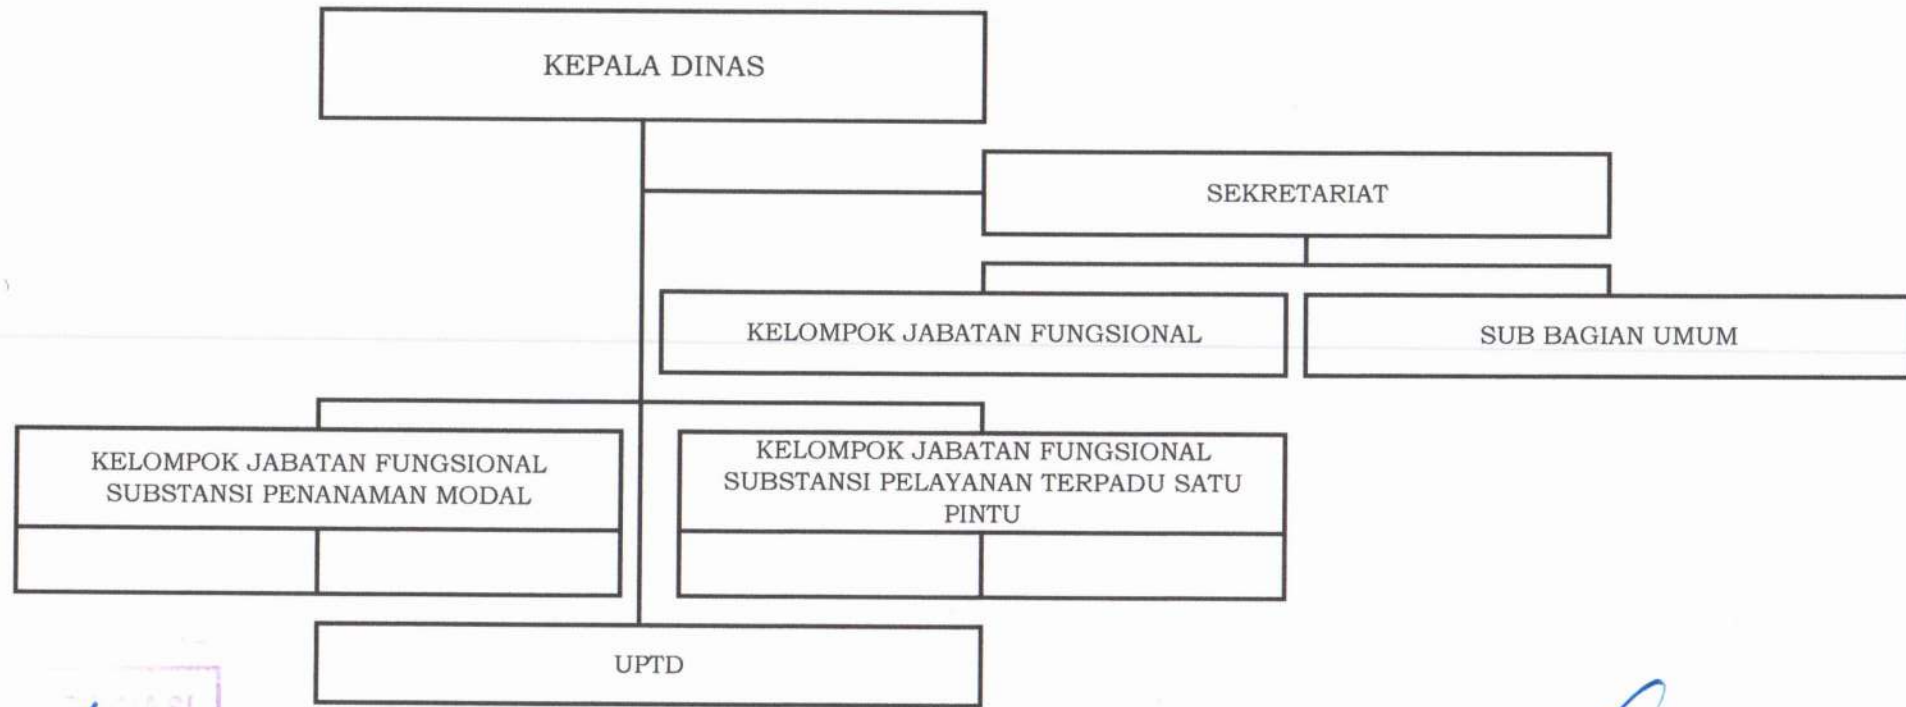 KEPALA DINAS
SEKRETARIAT
KELOMPOK JABATAN FUNGSIONAL
SUB BAGIAN UMUM
KELOMPOK JABATAN FUNGSIONAL
SUBSTANSI PENANAMAN MODAL
KELOMPOK JABATAN FUNGSIONAL
SUBSTANSI PELAYANAN TERPADU SATU
PINTU
UPTD